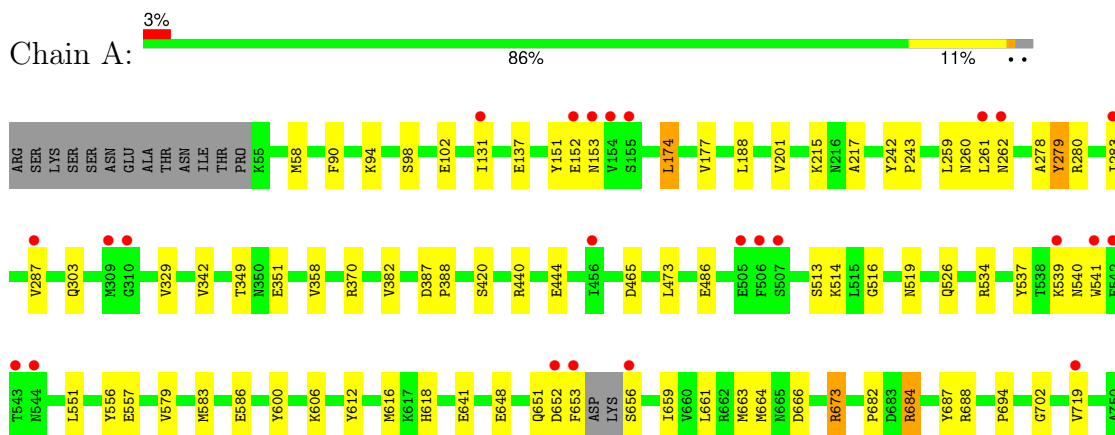 3%
Chain A:
86% 11% • •
ARG SER LYS SER SER ASN GLU ALA THR ASN ILE THR PRO K55 M58 F90 K94 S98 E102 I131 E137 Y151 E152 N153 V154 S155 L174 V177 L188 V201 K215 N216 A217 Y242 P243 L259 N260 L261 N262 A278 Y279 R280
V287 Q303 M309 G310 V329 V342 T349 N350 E351 V358 R370 V382 D387 P388 S420 R440 E444 I456 D465 L473 E486 E505 F506 S507 S513 K514 L515 G516 N519 Q526 R534 Y537 T538 K539 N540 W541
T543 N544 L551 Y556 E557 V579 M583 E586 Y600 K606 Y612 M616 K617 H618 E641 E648 Q651 D652 F653 ASP LYS S656 I659 V660 L661 R662 M663 M664 N665 D666 R673 P682 D683 R684 Y687 R688 P694 G702 V719